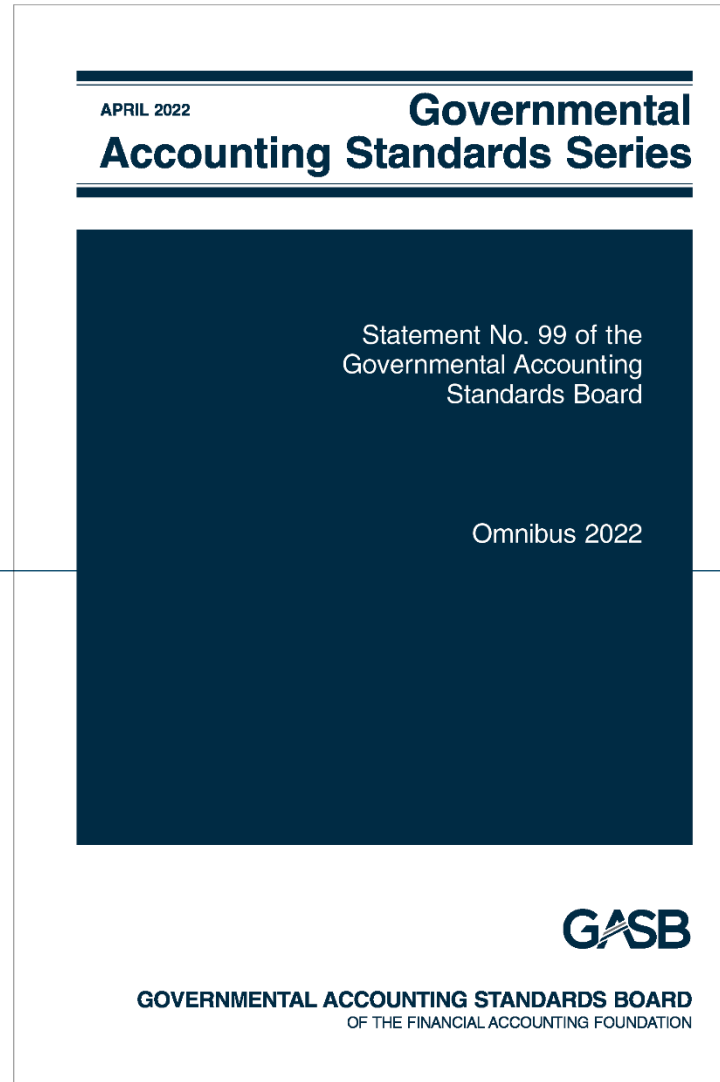 APRIL 2022
Governmental
Accounting Standards Series
Statement No. 99 of the
Governmental Accounting
Standards Board
Omnibus 2022
GASB
GOVERNMENTAL ACCOUNTING STANDARDS BOARD
OF THE FINANCIAL ACCOUNTING FOUNDATION